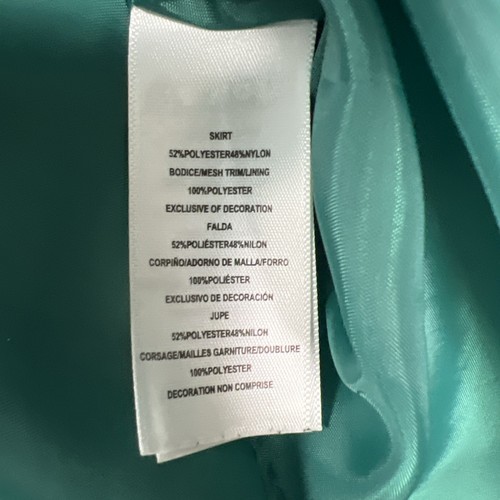 SKIRT
52%POLYESTER48%NYLON
BODICE/MESH TRIM/LINING
100%POLYESTER
EXCLUSIVE OF DECORATION
FALDA
52%POLIÉSTER48%NILON
CORPIÑO/ADORNO DE MALLA/FORRO
100%POLIÉSTER
EXCLUSIVO DE DECORACIÓN
JUPE
52%POLYESTER48%NILON
CORSAGE/MAILLES GARNITURE/DOUBLURE
100%POLYESTER
DECORATION NON COMPRISE